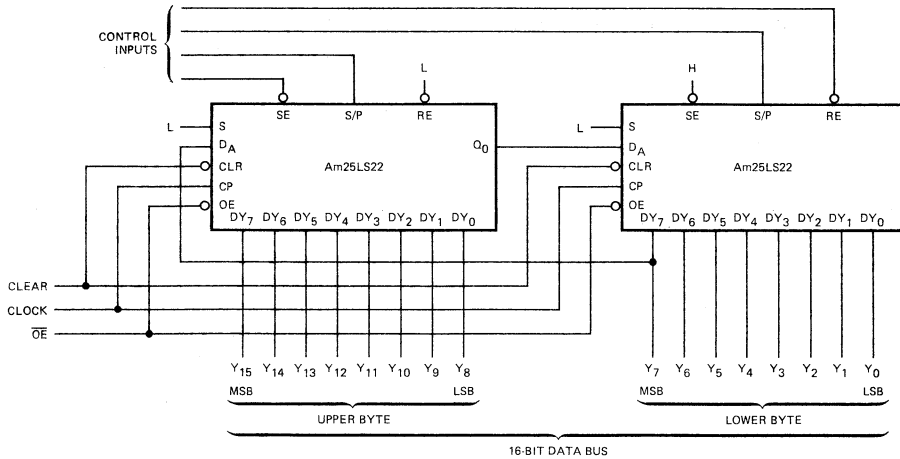 CONTROL
INPUTS
L H
SE S/P RE SE S/P RE
L S L S
DA Q0 DA
CLR Am25LS22 CLR Am25LS22
CP CP
OE OE
DY7 DY6 DY5 DY4 DY3 DY2 DY1 DY0 DY7 DY6 DY5 DY4 DY3 DY2 DY1 DY0
CLEAR
CLOCK
OE
Y15 Y14 Y13 Y12 Y11 Y10 Y9 Y8 Y7 Y6 Y5 Y4 Y3 Y2 Y1 Y0
MSB LSB MSB LSB
UPPER BYTE LOWER BYTE
16-BIT DATA BUS